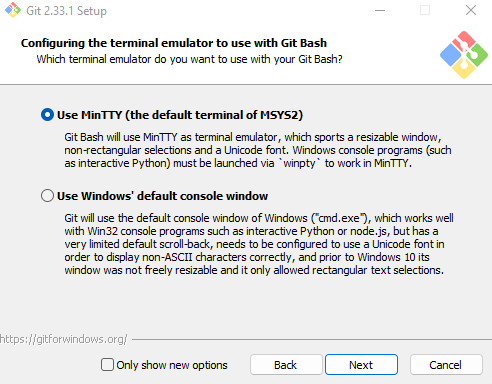 Git 2.33.1 Setup
Configuring the terminal emulator to use with Git Bash
Which terminal emulator do you want to use with your Git Bash?
Use MinTTY (the default terminal of MSYS2)
Git Bash will use MinTTY as terminal emulator, which sports a resizable window,
non-rectangular selections and a Unicode font. Windows console programs (such
as interactive Python) must be launched via `winpty` to work in MinTTY.
Use Windows' default console window
Git will use the default console window of Windows ("cmd.exe"), which works well
with Win32 console programs such as interactive Python or node.js, but has a
very limited default scroll-back, needs to be configured to use a Unicode font in
order to display non-ASCII characters correctly, and prior to Windows 10 its
window was not freely resizable and it only allowed rectangular text selections.
https://gitforwindows.org/
Only show new options
Back
Next
Cancel